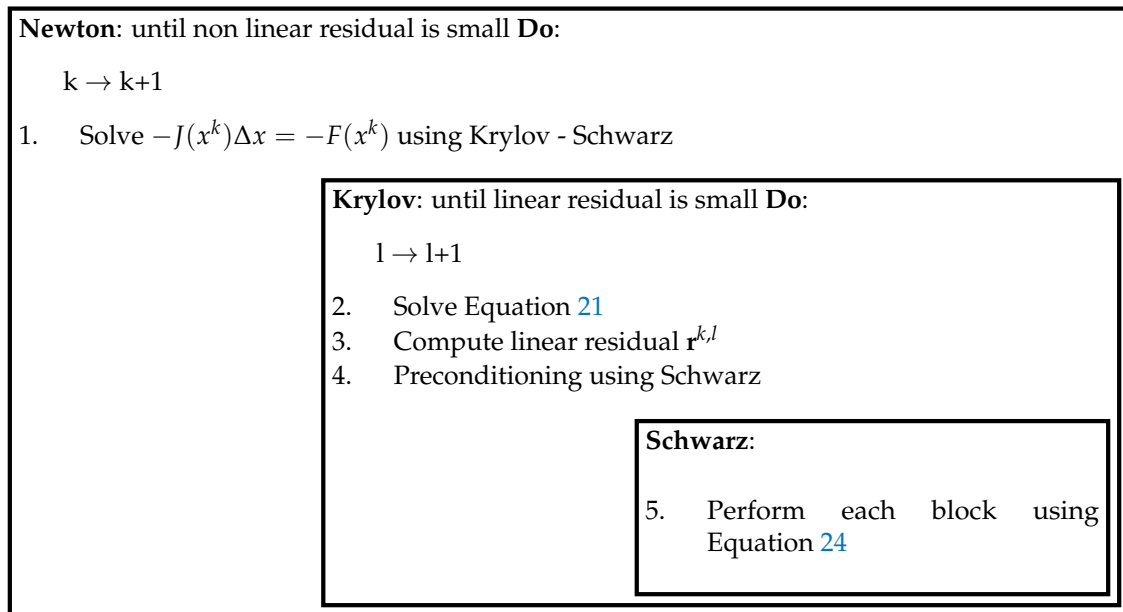 Newton: until non linear residual is small Do:
k → k+1
1. Solve −J(x^k)Δx = −F(x^k) using Krylov - Schwarz
Krylov: until linear residual is small Do:
l → l+1
2. Solve Equation 21
3. Compute linear residual r^{k,l}
4. Preconditioning using Schwarz
Schwarz:
5. Perform each block using
Equation 24